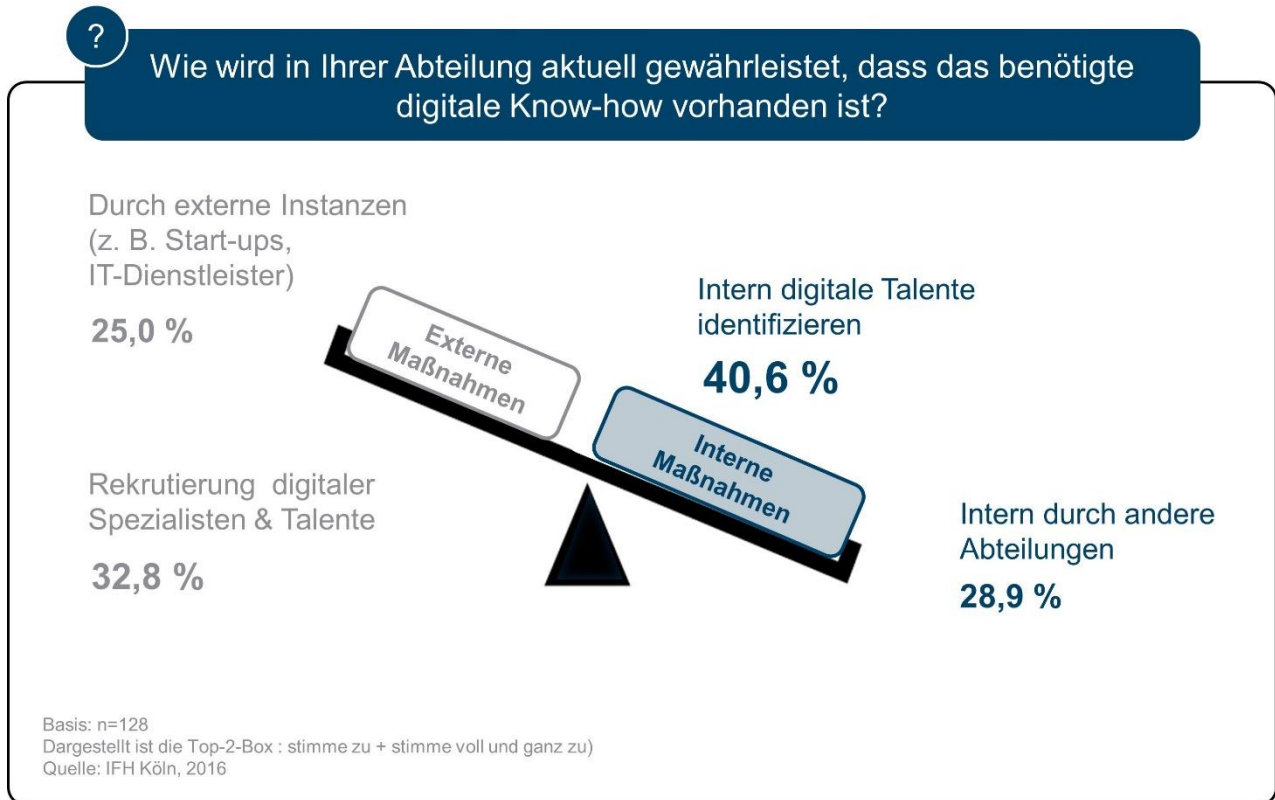 ?
Wie wird in Ihrer Abteilung aktuell gewährleistet, dass das benötigte
digitale Know-how vorhanden ist?
Durch externe Instanzen
(z. B. Start-ups,
IT-Dienstleister)
25,0 %
Rekrutierung digitaler
Spezialisten & Talente
32,8 %
Externe
Maßnahmen
Interne
Maßnahmen
Intern digitale Talente
identifizieren
40,6 %
Intern durch andere
Abteilungen
28,9 %
Basis: n=128
Dargestellt ist die Top-2-Box : stimme zu + stimme voll und ganz zu)
Quelle: IFH Köln, 2016